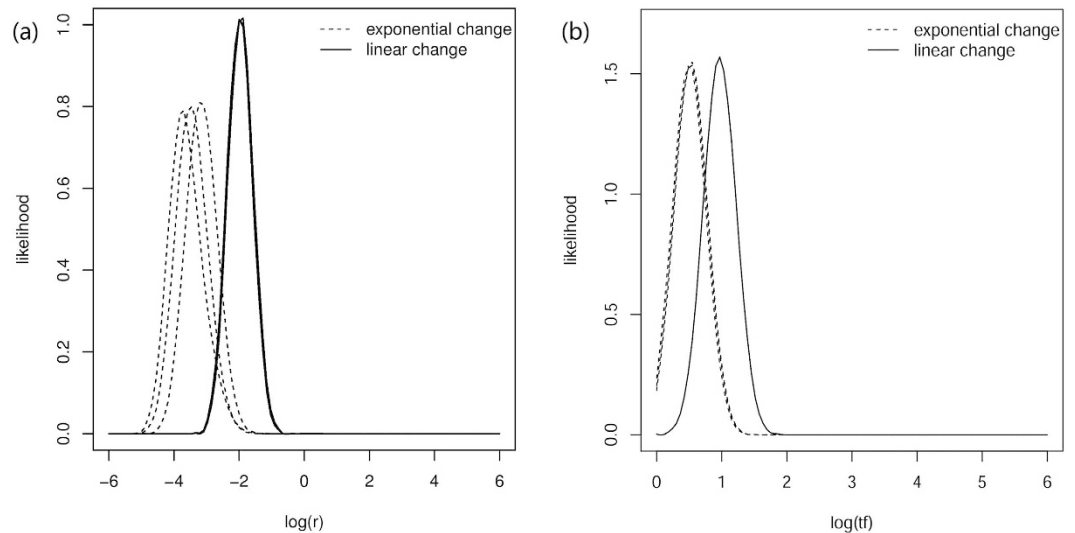 (a)
exponential change
linear change
likelihood
1.0
0.8
0.6
0.4
0.2
0.0
−6 −4 −2 0 2 4 6
log(r)
(b)
exponential change
linear change
likelihood
1.5
1.0
0.5
0.0
0 1 2 3 4 5 6
log(tf)